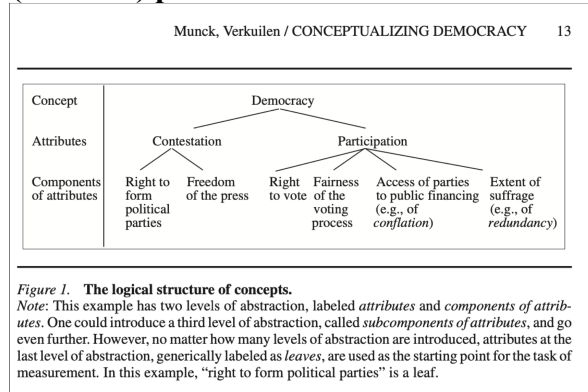 Munck, Verkuilen / CONCEPTUALIZING DEMOCRACY 13
Concept Democracy
Attributes Contestation Participation
Components Right to Freedom Right Fairness Access of parties Extent of
of attributes form of the press to vote of the to public financing suffrage
political voting (e.g., of (e.g., of
parties process conflation) redundancy)
Figure 1. The logical structure of concepts.
Note: This example has two levels of abstraction, labeled attributes and components of attrib-
utes. One could introduce a third level of abstraction, called subcomponents of attributes, and go
even further. However, no matter how many levels of abstraction are introduced, attributes at the
last level of abstraction, generically labeled as leaves, are used as the starting point for the task of
measurement. In this example, “right to form political parties” is a leaf.